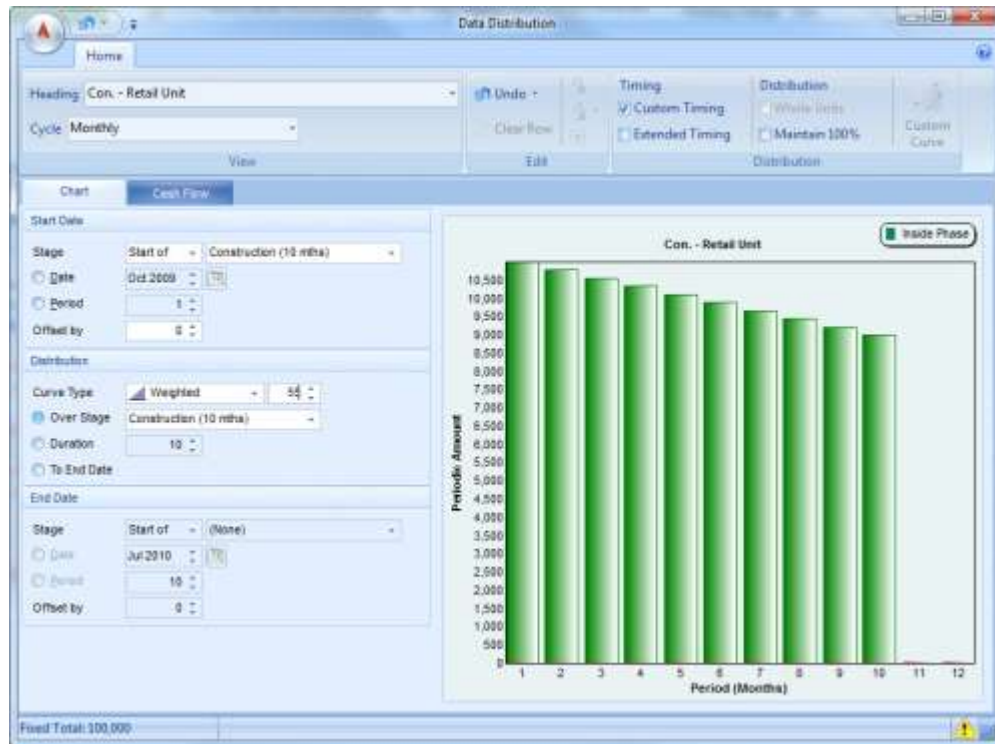 Data Distribution
Home
Heading Con. - Retail Unit
Cycle Monthly
View
Undo
Clear Row
Edit
Timing
Custom Timing
Extended Timing
Distribution
Whole Units
Maintain 100%
Custom Curve
Distribution
Chart
Cash Flow
Start Date
Stage Start of Construction (10 mths)
Date Oct 2009
Period 1
Offset by 0
Distribution
Curve Type Weighted 55
Over Stage Construction (10 mths)
Duration 10
To End Date
End Date
Stage Start of (None)
Date Jul 2010
Period 10
Offset by 0
Con. - Retail Unit
Inside Phase
10,500
10,000
9,500
9,000
8,500
8,000
7,500
7,000
6,500
6,000
5,500
5,000
4,500
4,000
3,500
3,000
2,500
2,000
1,500
1,000
500
0
Periodic Amount
1 2 3 4 5 6 7 8 9 10 11 12
Period (Months)
Fixed Total: 100,000